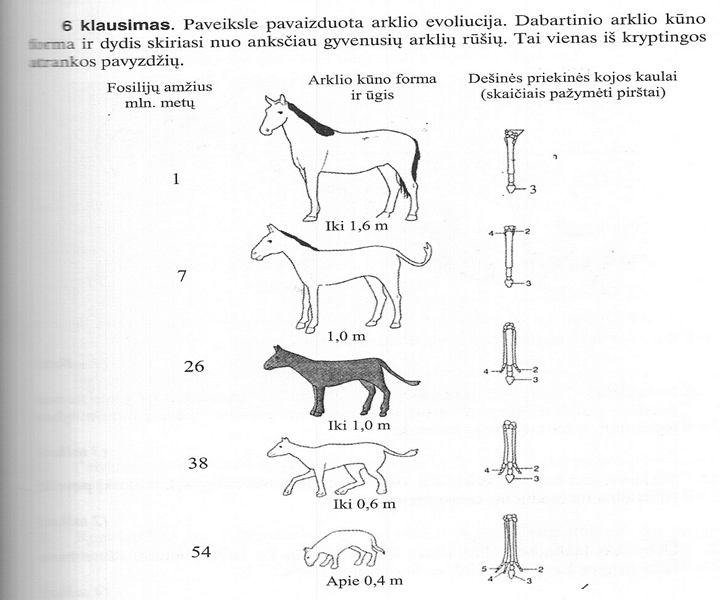 6 klausimas. Paveiksle pavaizduota arklio evoliucija. Dabartinio arklio kūno
forma ir dydis skiriasi nuo anksčiau gyvenusių arklių rūšių. Tai vienas iš kryptingos
atrankos pavyzdžių.
Fosilijų amžius
mln. metų
Arklio kūno forma
ir ūgis
Dešinės priekinės kojos kaulai
(skaičiais pažymėti pirštai)
1
Iki 1,6 m
3
7
1,0 m
4 2
3
26
Iki 1,0 m
4 2
3
38
Iki 0,6 m
4 2
3
54
Apie 0,4 m
5 2
4 3